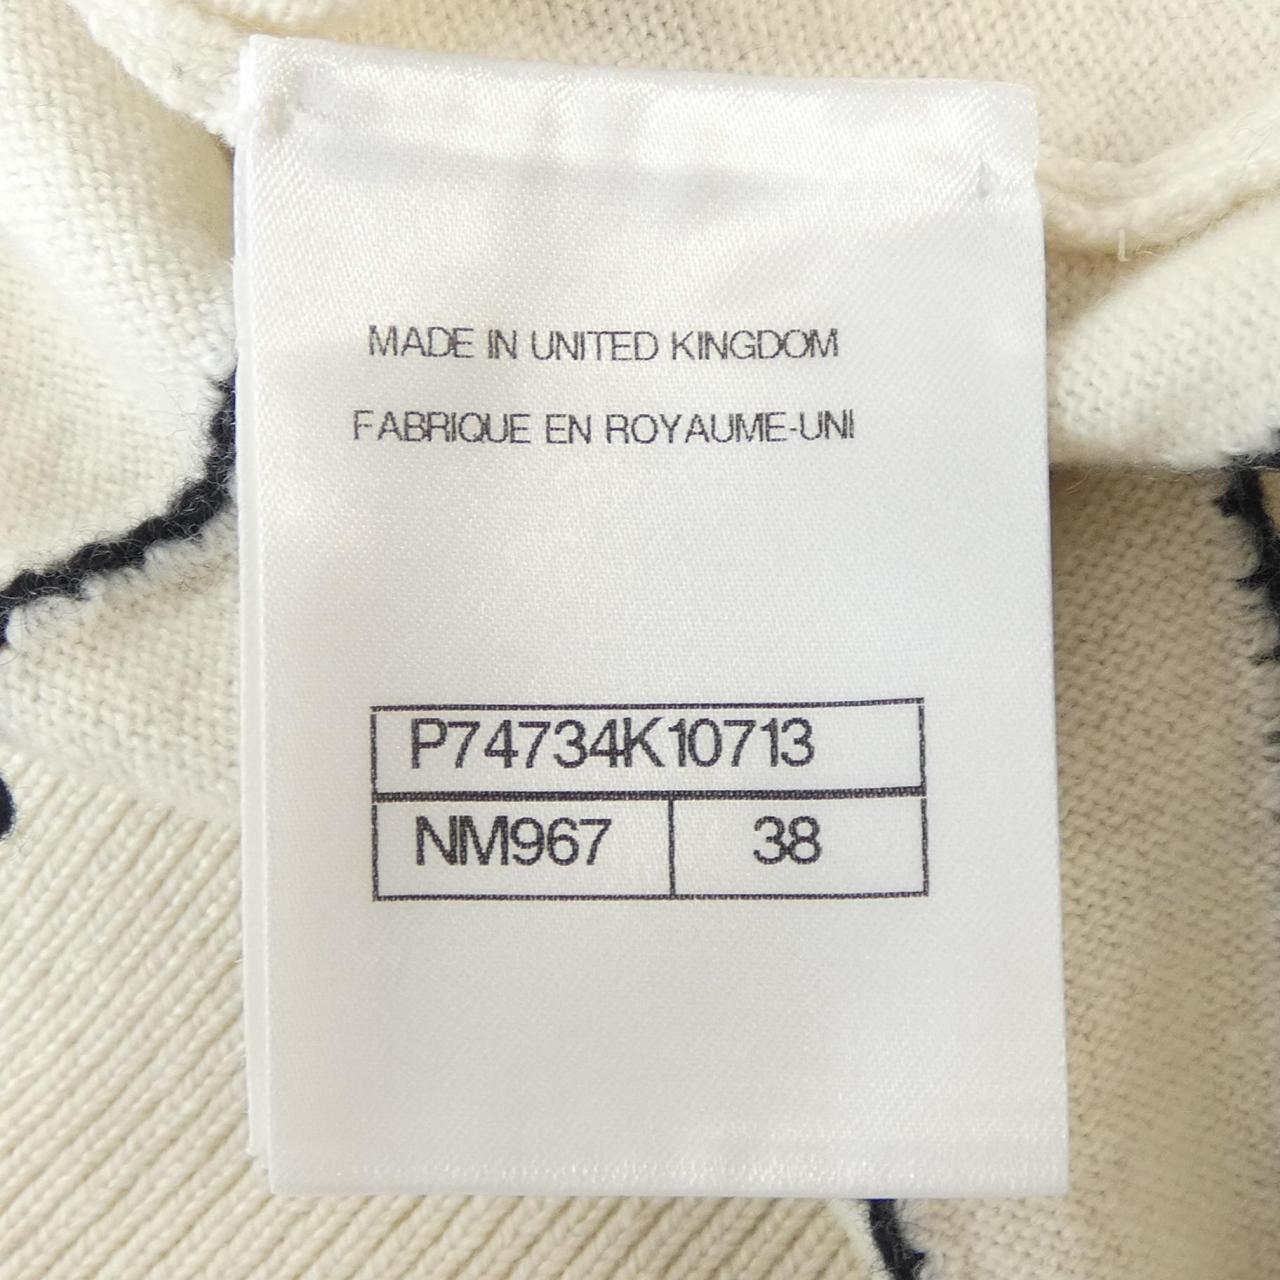 MADE IN UNITED KINGDOM
FABRIQUE EN ROYAUME-UNI
P74734K10713
NM967 38